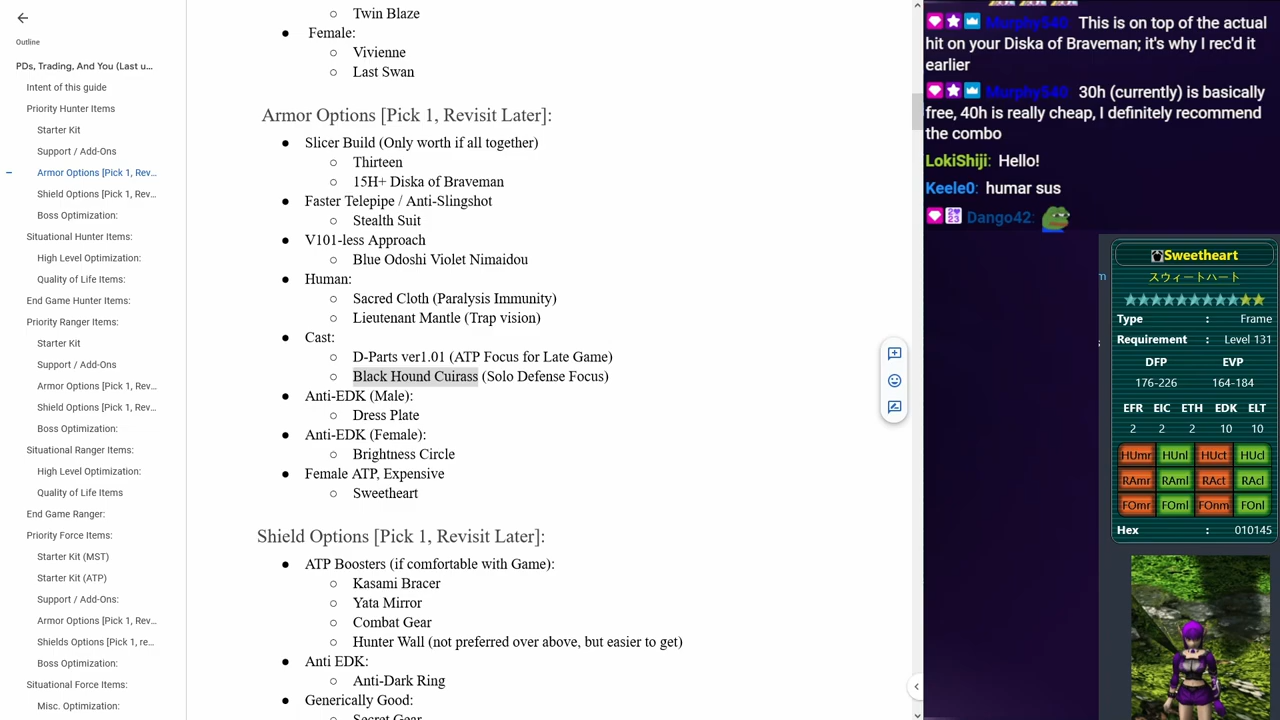 Outline
PDs, Trading, And You (Last u...
Intent of this guide
Priority Hunter Items
Starter Kit
Support / Add-Ons
Armor Options [Pick 1, Rev...
Shield Options [Pick 1, Rev...
Boss Optimization:
Situational Hunter Items:
High Level Optimization:
Quality of Life Items:
End Game Hunter Items:
Priority Ranger Items:
Starter Kit
Support / Add-Ons:
Armor Options [Pick 1, Rev...
Shield Options [Pick 1, Rev...
Boss Optimization:
Situational Ranger Items:
High Level Optimization:
Quality of Life Items
End Game Ranger:
Priority Force Items:
Starter Kit (MST)
Starter Kit (ATP)
Support / Add-Ons:
Armor Options [Pick 1, Rev...
Shields Options [Pick 1, re...
Boss Optimization:
Situational Force Items:
Misc. Optimization:
Twin Blaze
Female:
Vivienne
Last Swan
Armor Options [Pick 1, Revisit Later]:
Slicer Build (Only worth if all together)
Thirteen
15H+ Diska of Braveman
Faster Telepipe / Anti-Slingshot
Stealth Suit
V101-less Approach
Blue Odoshi Violet Nimaidou
Human:
Sacred Cloth (Paralysis Immunity)
Lieutenant Mantle (Trap vision)
Cast:
D-Parts ver1.01 (ATP Focus for Late Game)
Black Hound Cuirass (Solo Defense Focus)
Anti-EDK (Male):
Dress Plate
Anti-EDK (Female):
Brightness Circle
Female ATP, Expensive
Sweetheart
Shield Options [Pick 1, Revisit Later]:
ATP Boosters (if comfortable with Game):
Kasami Bracer
Yata Mirror
Combat Gear
Hunter Wall (not preferred over above, but easier to get)
Anti EDK:
Anti-Dark Ring
Generically Good:
Secret Gear
Murphy540: This is on top of the actual
hit on your Diska of Braveman; it's why I rec'd it
earlier
Murphy540: 30h (currently) is basically
free, 40h is really cheap, I definitely recommend
the combo
LokiShiji: Hello!
Keele0: humar sus
Dango42:
Sweetheart
スウィートハート
Type : Frame
Requirement : Level 131
DFP EVP
176-226 164-184
EFR EIC ETH EDK ELT
2 2 2 10 10
HUmr HUnl HUct HUcl
RAmr RAml RAct RAcl
FOmr FOml FOnm FOnl
Hex : 010145